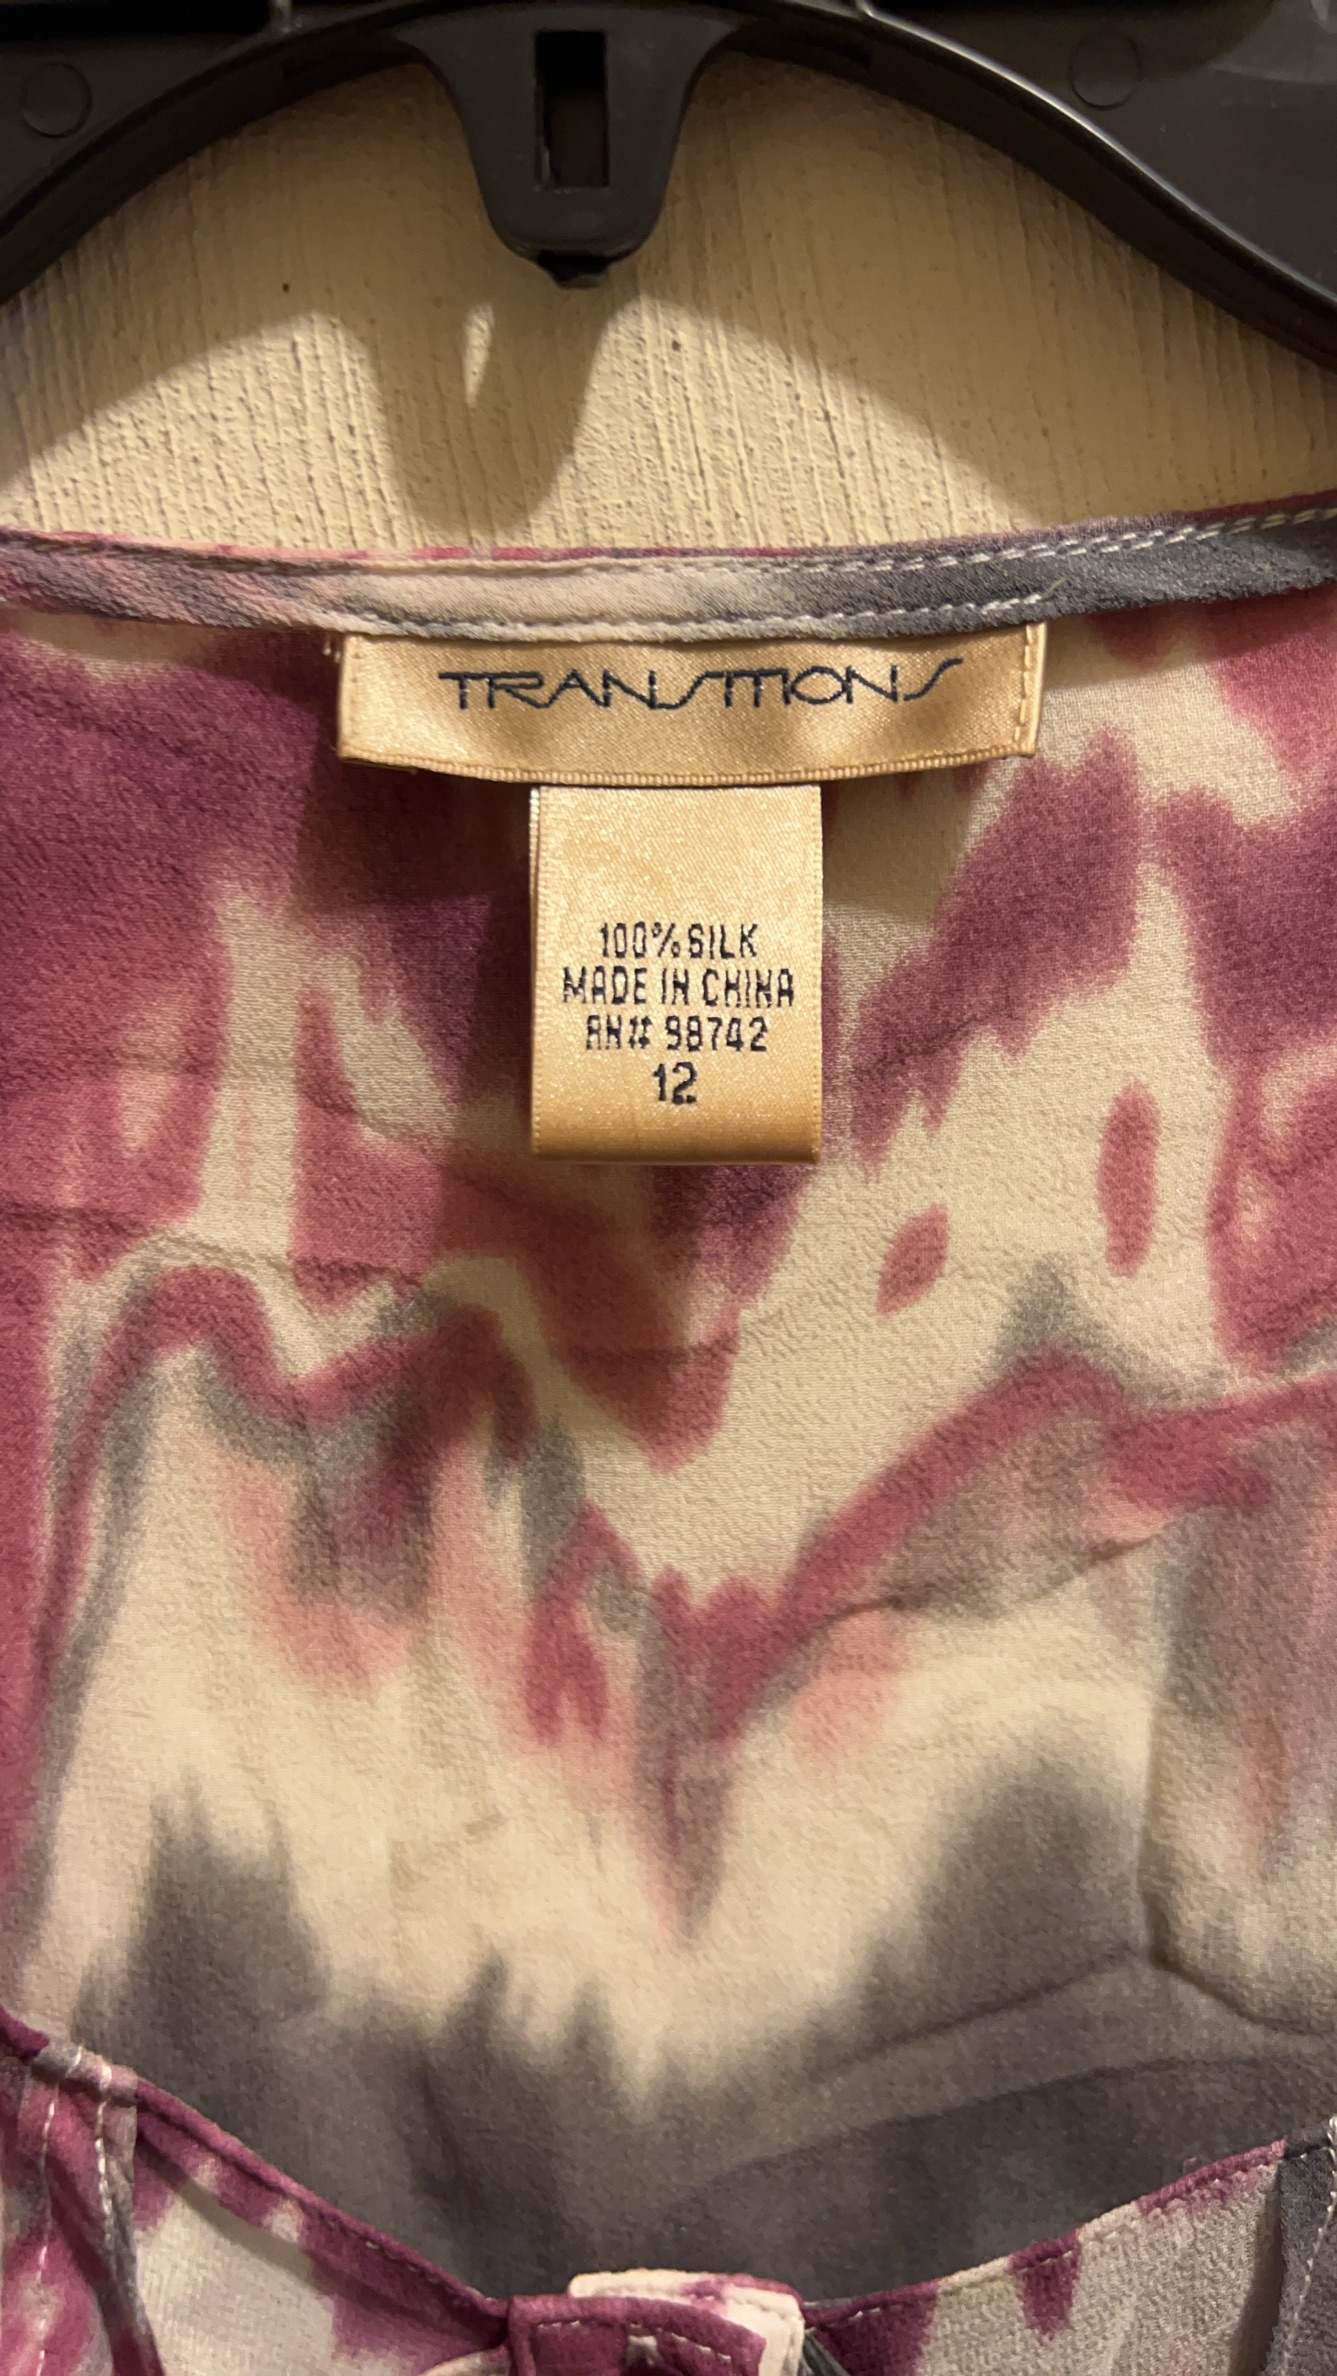 TRANSITIONS
100% SILK
MADE IN CHINA
RN# 98742
12